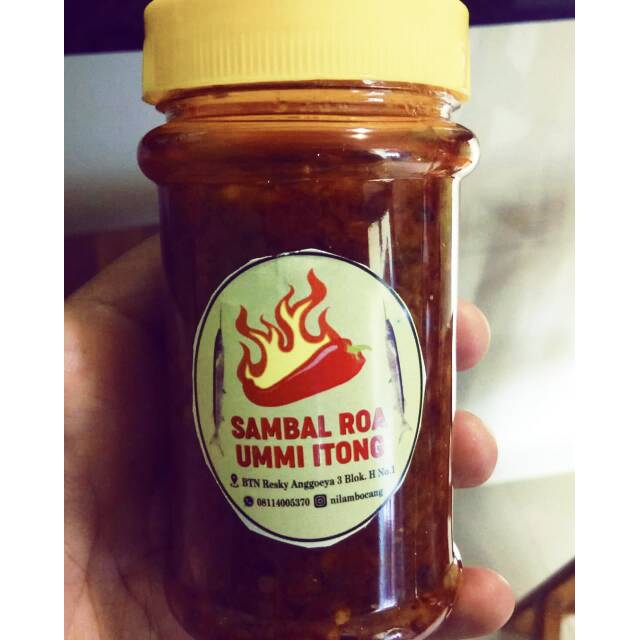 SAMBAL ROA
UMMI ITONG
BTN Resky Anggoeya 3 Blok. H No.1
08114005370 nilambocang